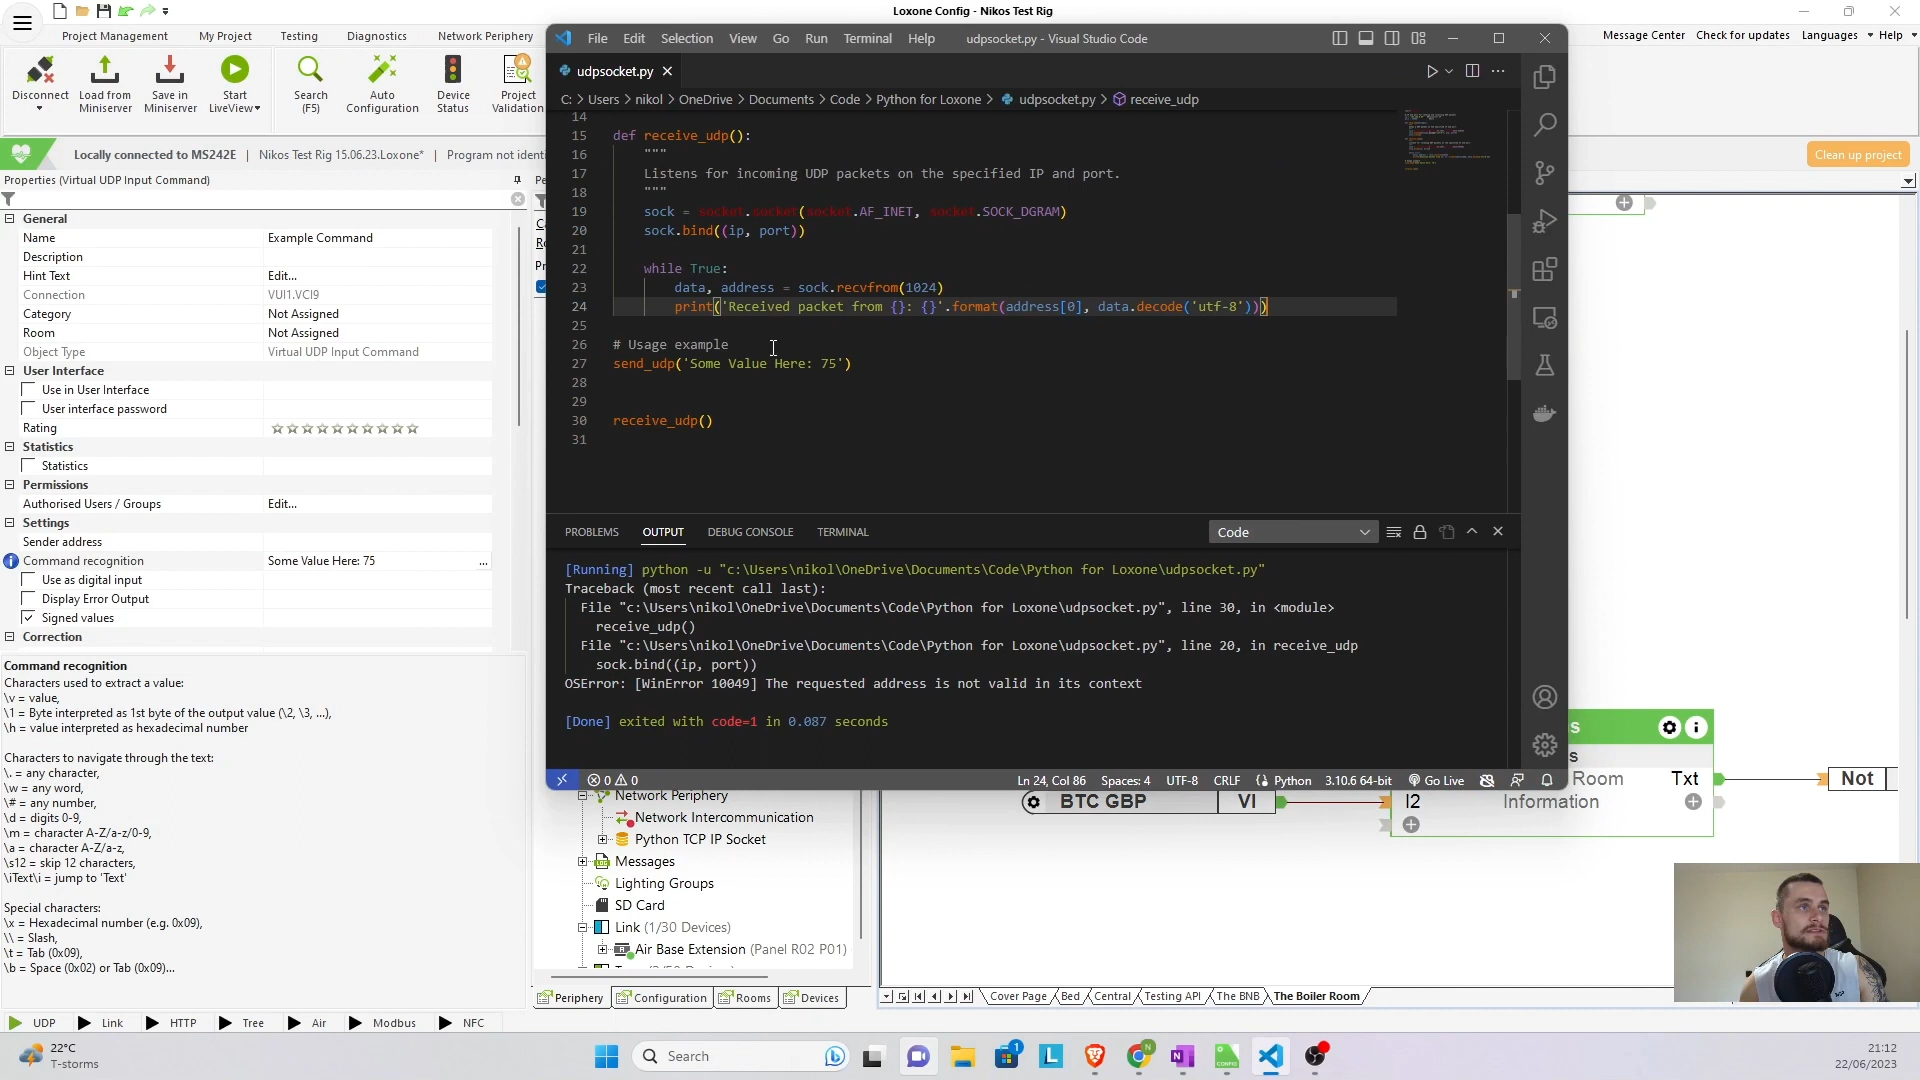 Loxone Config - Nikos Test Rig
Project Management
My Project
Testing
Diagnostics
Network Periphery
Message Center
Check for updates
Languages
Help
Disconnect
Load from Miniserver
Save in Miniserver
Start LiveView
Search (F5)
Auto Configuration
Device Status
Project Validation
Locally connected to MS242E
Nikos Test Rig 15.06.23.Loxone*
Program not identi
Clean up project
Properties (Virtual UDP Input Command)
General
Name Example Command
Description
Hint Text Edit...
Connection VUI1.VCI9
Category Not Assigned
Room Not Assigned
Object Type Virtual UDP Input Command
User Interface
Use in User Interface
User interface password
Rating
Statistics
Statistics
Permissions
Authorised Users / Groups Edit...
Settings
Sender address
Command recognition Some Value Here: 75 ...
Use as digital input
Display Error Output
Signed values
Correction
Command recognition
Characters used to extract a value:
\v = value,
\1 = Byte interpreted as 1st byte of the output value (\2, \3, ...),
\h = value interpreted as hexadecimal number
Characters to navigate through the text:
\. = any character,
\w = any word,
\# = any number,
\d = digits 0-9,
\m = character A-Z/a-z/0-9,
\a = character A-Z/a-z,
\s12 = skip 12 characters,
\iText\i = jump to 'Text'
Special characters:
\x = Hexadecimal number (e.g. 0x09),
\\ = Slash,
\t = Tab (0x09),
\b = Space (0x02) or Tab (0x09)...
File Edit Selection View Go Run Terminal Help
udpsocket.py - Visual Studio Code
udpsocket.py
C: > Users > nikol > OneDrive > Documents > Code > Python for Loxone > udpsocket.py > receive_udp
14
15 def receive_udp():
16 """
17 Listens for incoming UDP packets on the specified IP and port.
18 """
19 sock = socket.socket(socket.AF_INET, socket.SOCK_DGRAM)
20 sock.bind((ip, port))
21
22 while True:
23 data, address = sock.recvfrom(1024)
24 print('Received packet from {}: {}'.format(address[0], data.decode('utf-8')))
25
26 # Usage example
27 send_udp('Some Value Here: 75')
28
29
30 receive_udp()
31
PROBLEMS OUTPUT DEBUG CONSOLE TERMINAL
Code
[Running] python -u "c:\Users\nikol\OneDrive\Documents\Code\Python for Loxone\udpsocket.py"
Traceback (most recent call last):
File "c:\Users\nikol\OneDrive\Documents\Code\Python for Loxone\udpsocket.py", line 30, in <module>
receive_udp()
File "c:\Users\nikol\OneDrive\Documents\Code\Python for Loxone\udpsocket.py", line 20, in receive_udp
sock.bind((ip, port))
OSError: [WinError 10049] The requested address is not valid in its context
[Done] exited with code=1 in 0.087 seconds
0 0
Ln 24, Col 86 Spaces: 4 UTF-8 CRLF Python 3.10.6 64-bit Go Live
Network Periphery
Network Intercommunication
Python TCP IP Socket
Messages
Lighting Groups
SD Card
Link (1/30 Devices)
Air Base Extension (Panel R02 P01)
Periphery
Configuration
Rooms
Devices
BTC GBP VI
s
s
Room Txt
I2 Information
Not
Cover Page
Bed
Central
Testing API
The BNB
The Boiler Room
UDP
Link
HTTP
Tree
Air
Modbus
NFC
22°C
T-storms
Search
1
N
L
CONFIG
21:12
22/06/2023